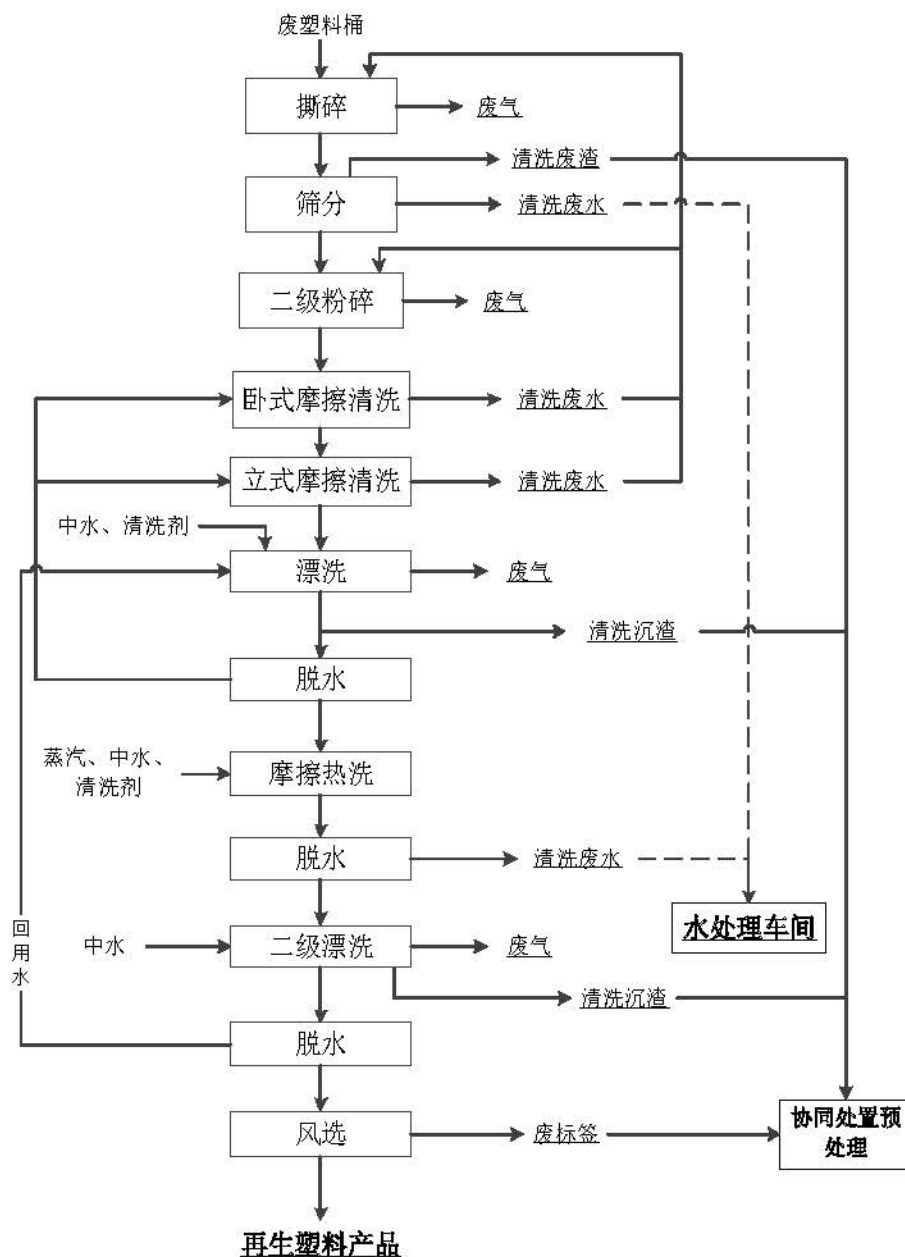 废塑料桶
撕碎
废气
清洗废渣
筛分
清洗废水
二级粉碎
废气
卧式摩擦清洗
清洗废水
立式摩擦清洗
清洗废水
中水、清洗剂
漂洗
废气
清洗沉渣
脱水
蒸汽、中水、
清洗剂
摩擦热洗
脱水
清洗废水
水处理车间
回用水
中水
二级漂洗
废气
清洗沉渣
脱水
风选
废标签
协同处置预
处理
再生塑料产品